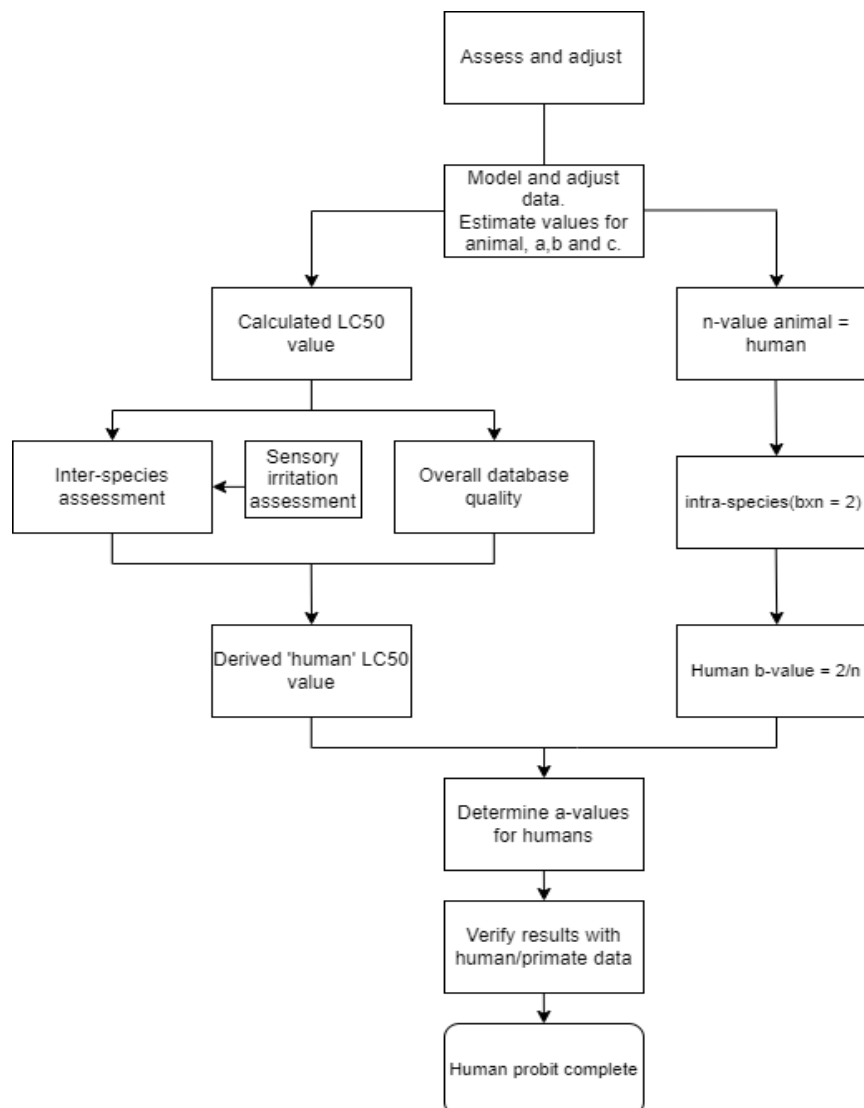 Assess and adjust
Model and adjust
data.
Estimate values for
animal, a,b and c.
Calculated LC50
value
n-value animal =
human
Inter-species
assessment
Sensory
irritation
assessment
Overall database
quality
intra-species(bxn = 2)
Derived 'human' LC50
value
Human b-value = 2/n
Determine a-values
for humans
Verify results with
human/primate data
Human probit complete